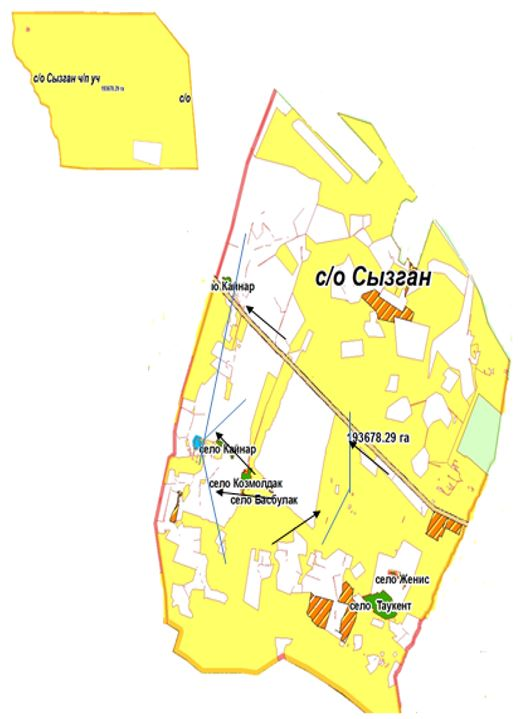 с/о Сызган ч/п уч
193678.29 га
с/о
с/о Сызган
ю Кайнар
193678.29 га
село Кайнар
село Козмолдак
село Басбулак
село Женис
село Таукент